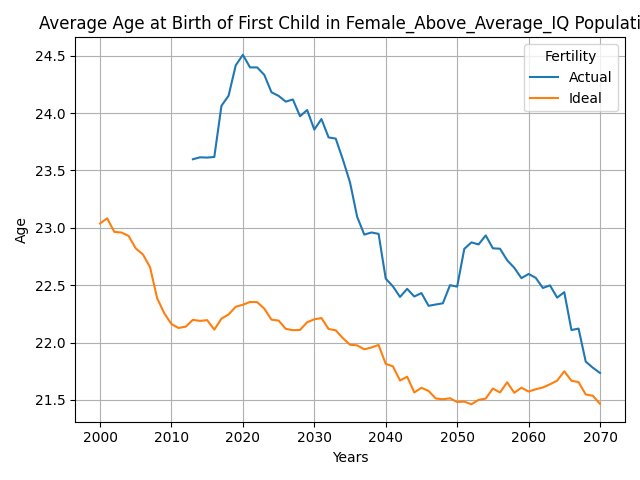 Average Age at Birth of First Child in Female_Above_Average_IQ Populati
Fertility
Actual
Ideal
24.5
24.0
23.5
23.0
22.5
22.0
21.5
Age
2000 2010 2020 2030 2040 2050 2060 2070
Years